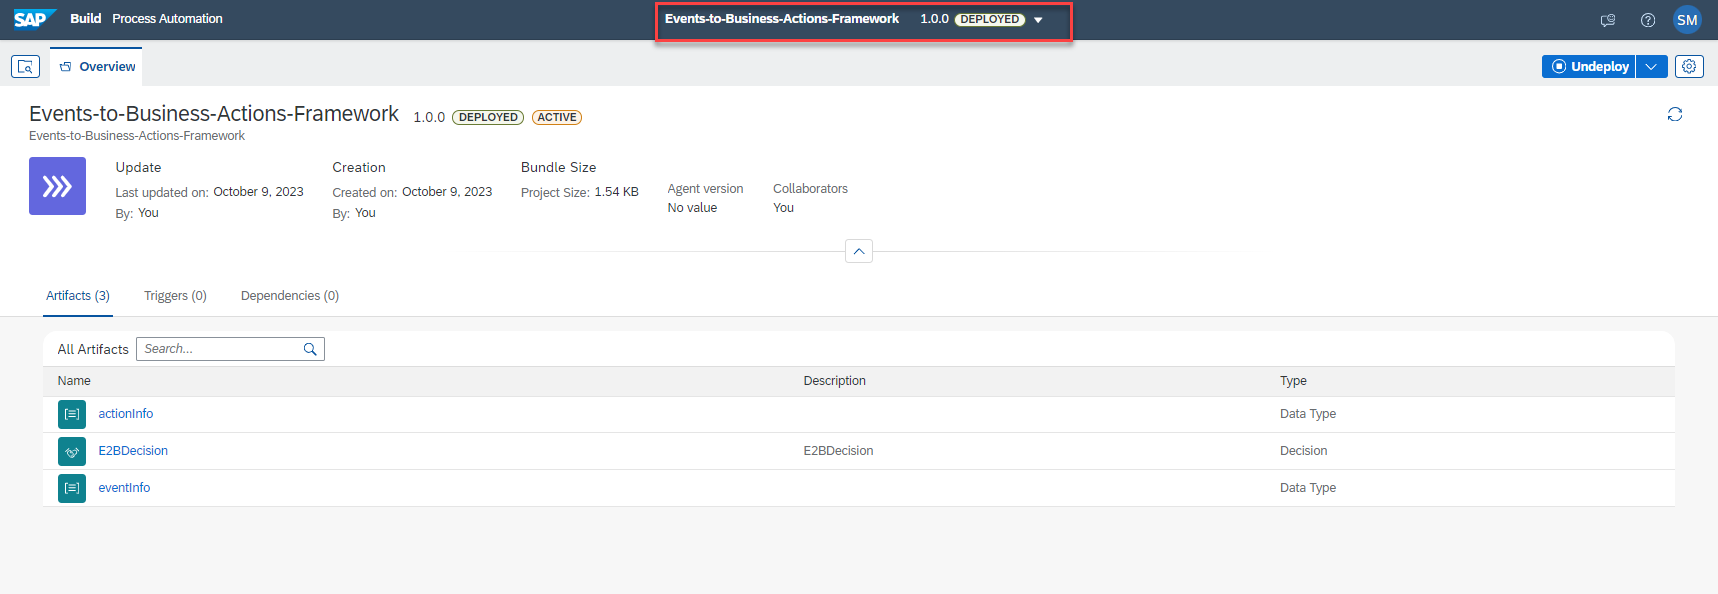 SAP Build Process Automation Events-to-Business-Actions-Framework 1.0.0 DEPLOYED SM
Overview Undeploy
Events-to-Business-Actions-Framework 1.0.0 DEPLOYED ACTIVE
Events-to-Business-Actions-Framework
Update Creation Bundle Size
Last updated on: October 9, 2023 Created on: October 9, 2023 Project Size: 1.54 KB Agent version Collaborators
By: You By: You No value You
Artifacts (3) Triggers (0) Dependencies (0)
All Artifacts Search...
Name Description Type
actionInfo Data Type
E2BDecision E2BDecision Decision
eventInfo Data Type